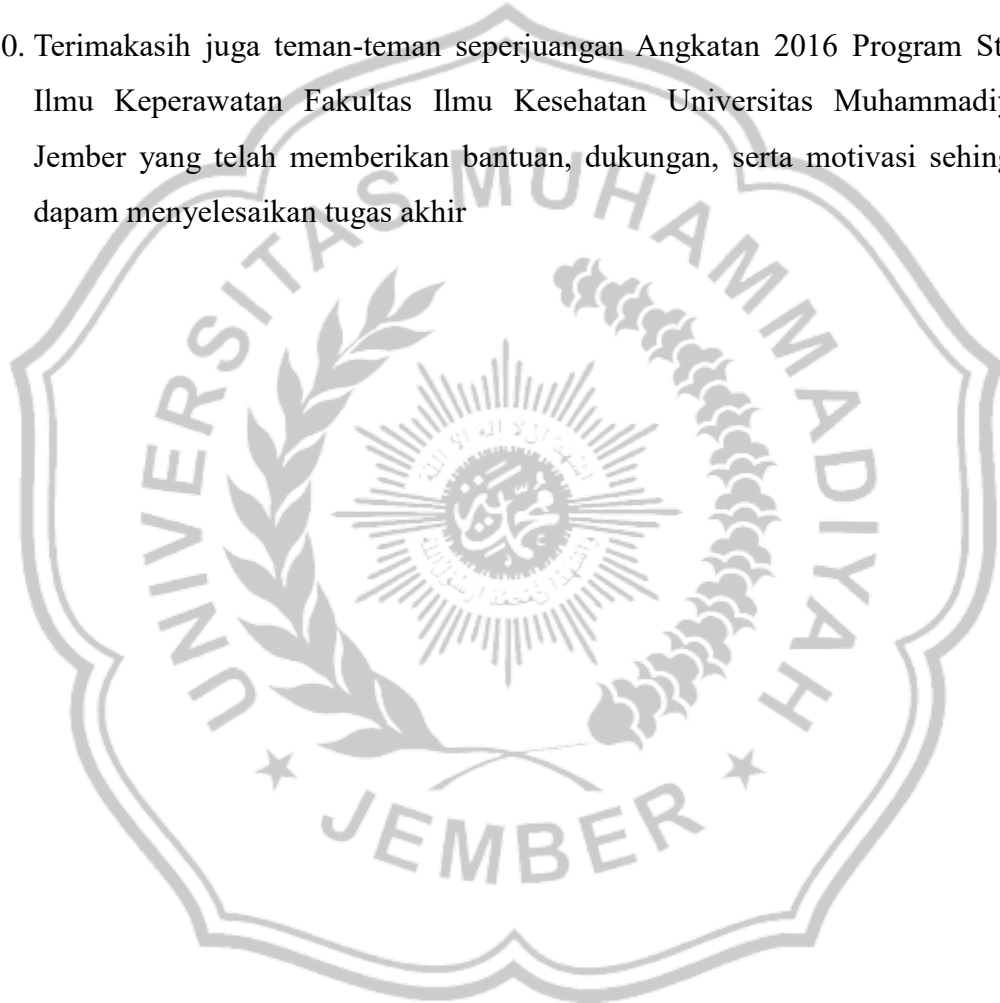 0. Terimakasih juga teman-teman seperjuangan Angkatan 2016 Program St
Ilmu Keperawatan Fakultas Ilmu Kesehatan Universitas Muhammadiy
Jember yang telah memberikan bantuan, dukungan, serta motivasi sehing
dapam menyelesaikan tugas akhir
UNIVERSITAS MUHAMMADIYAH
JEMBER